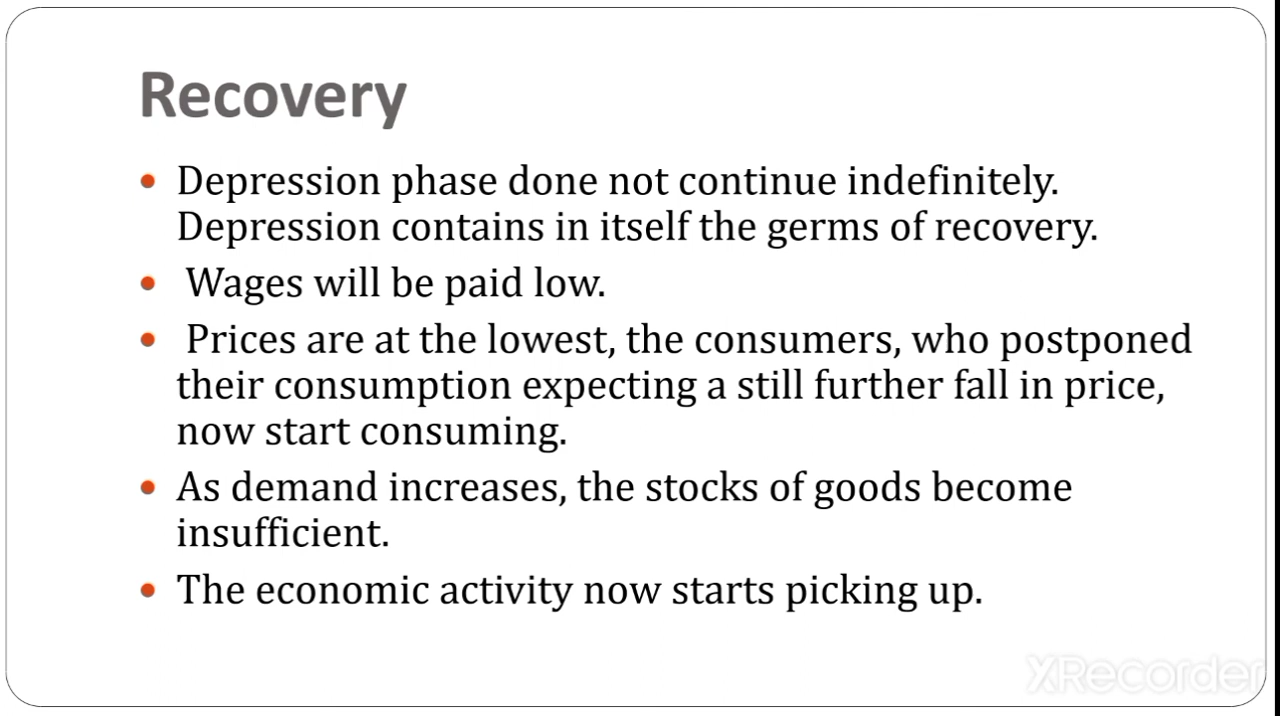 Recovery
• Depression phase done not continue indefinitely.
Depression contains in itself the germs of recovery.
• Wages will be paid low.
• Prices are at the lowest, the consumers, who postponed
their consumption expecting a still further fall in price,
now start consuming.
• As demand increases, the stocks of goods become
insufficient.
• The economic activity now starts picking up.
XRecorder